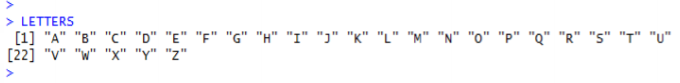 >
> LETTERS
 [1] "A" "B" "C" "D" "E" "F" "G" "H" "I" "J" "K" "L" "M" "N" "O" "P" "Q" "R" "S" "T" "U"
[22] "V" "W" "X" "Y" "Z"
>